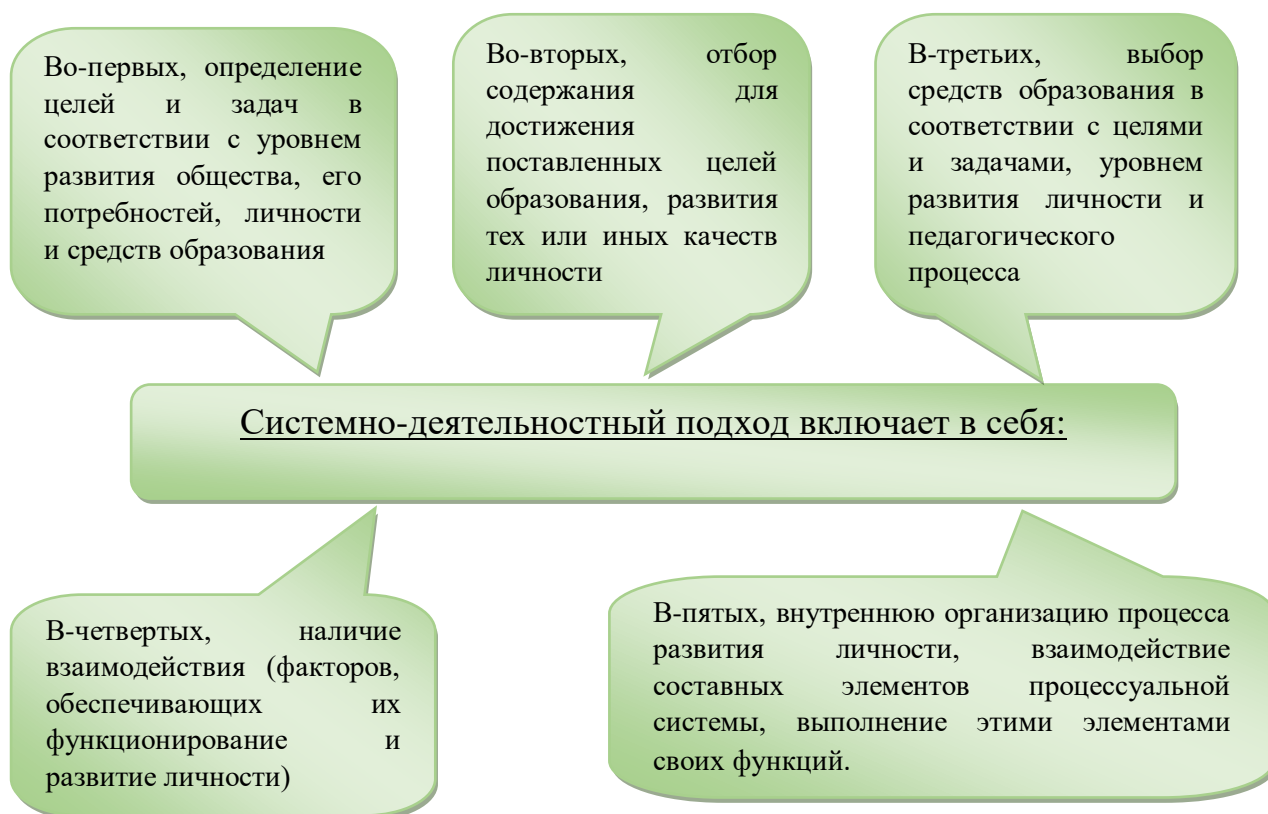 Во-первых, определение
целей и задач в
соответствии с уровнем
развития общества, его
потребностей, личности
и средств образования
Во-вторых, отбор
содержания для
достижения
поставленных целей
образования, развития
тех или иных качеств
личности
В-третьих, выбор
средств образования в
соответствии с целями
и задачами, уровнем
развития личности и
педагогического
процесса
Системно-деятельностный подход включает в себя:
В-четвертых, наличие
взаимодействия (факторов,
обеспечивающих их
функционирование и
развитие личности)
В-пятых, внутреннюю организацию процесса
развития личности, взаимодействие
составных элементов процессуальной
системы, выполнение этими элементами
своих функций.